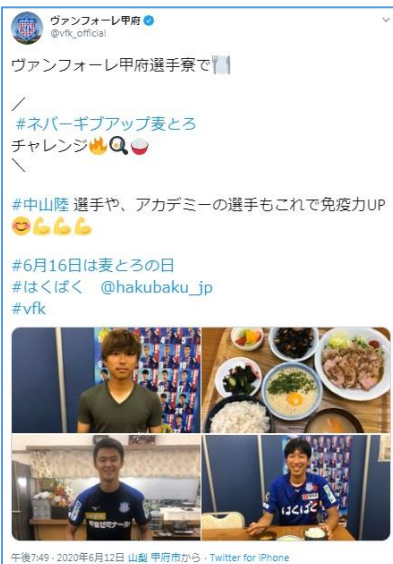 ヴァンフォーレ甲府
@vfk_official
ヴァンフォーレ甲府選手寮で🍽
／
#ネバーギブアップ麦とろ
チャレンジ🔥🍳🍚
＼
#中山陸 選手や、アカデミーの選手もこれで免疫力UP
😊💪💪💪
#6月16日は麦とろの日
#はくばく　@hakubaku_jp
#vfk
はくばく
午後7:49 · 2020年6月12日 山梨 甲府市から · Twitter for iPhone